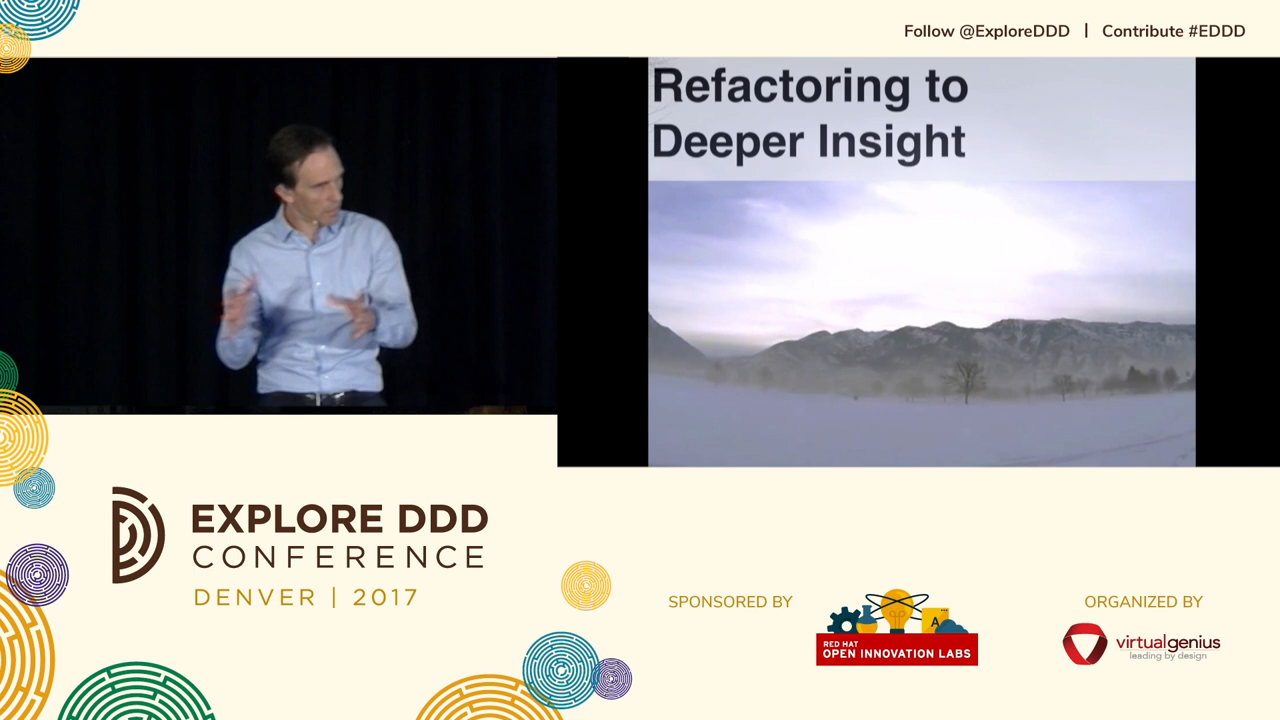 Follow @ExploreDDD | Contribute #EDDD
Refactoring to
Deeper Insight
EXPLORE DDD
CONFERENCE
DENVER | 2017
SPONSORED BY
A
RED HAT
OPEN INNOVATION LABS
ORGANIZED BY
virtualgenius
leading by design